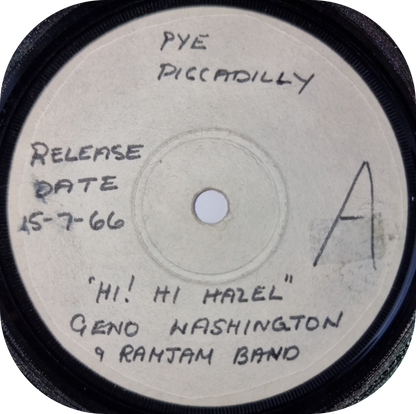 PYE
PICCADILLY
RELEASE
DATE
15-7-66
A
"HI! HI HAZEL"
GENO WASHINGTON
& RAMJAM BAND